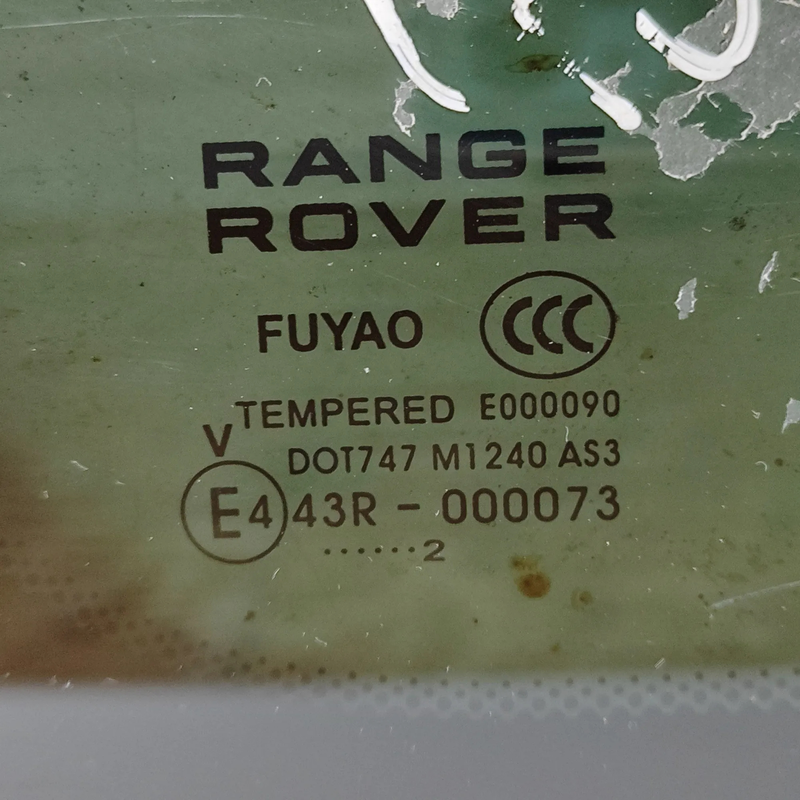 RANGE
ROVER
FUYAO CCC
TEMPERED E000090
V
DOT747 M1240 AS3
E4 43R - 000073
······2